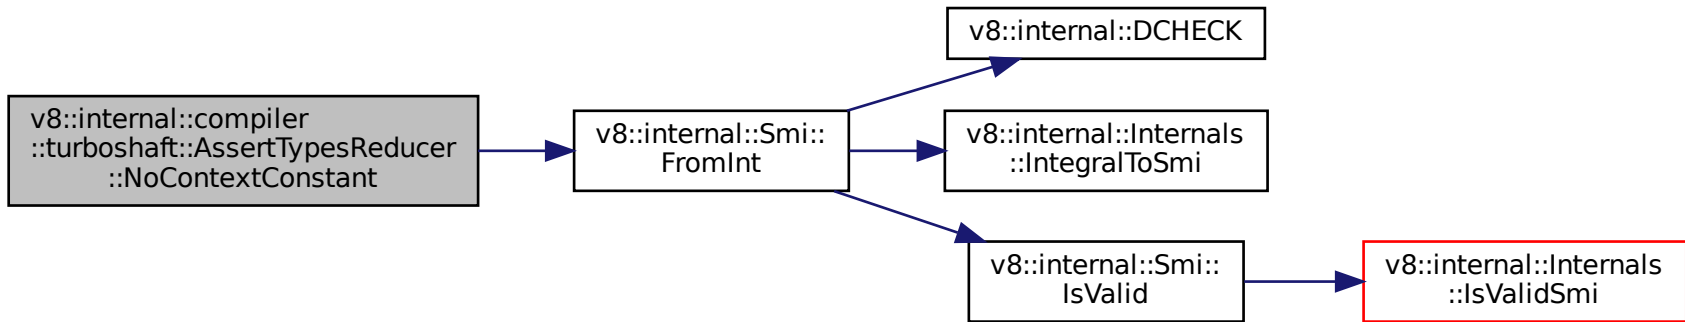 v8::internal::compiler
::turboshaft::AssertTypesReducer
::NoContextConstant
v8::internal::Smi::
FromInt
v8::internal::DCHECK
v8::internal::Internals
::IntegralToSmi
v8::internal::Smi::
IsValid
v8::internal::Internals
::IsValidSmi